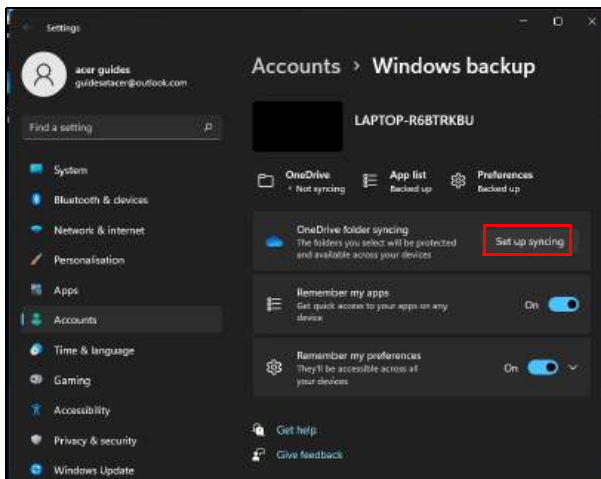 Settings
acer guides
guidesatacer@outlook.com
Find a setting
System
Bluetooth & devices
Network & internet
Personalisation
Apps
Accounts
Time & language
Gaming
Accessibility
Privacy & security
Windows Update
Accounts > Windows backup
LAPTOP-R6BTRKBU
OneDrive
• Not syncing
App list
Backed up
Preferences
Backed up
OneDrive folder syncing
The folders you select will be protected
and available across your devices
Set up syncing
Remember my apps
Get quick access to your apps on any
device
On
Remember my preferences
They'll be accessible across all
your devices
On
Get help
Give feedback